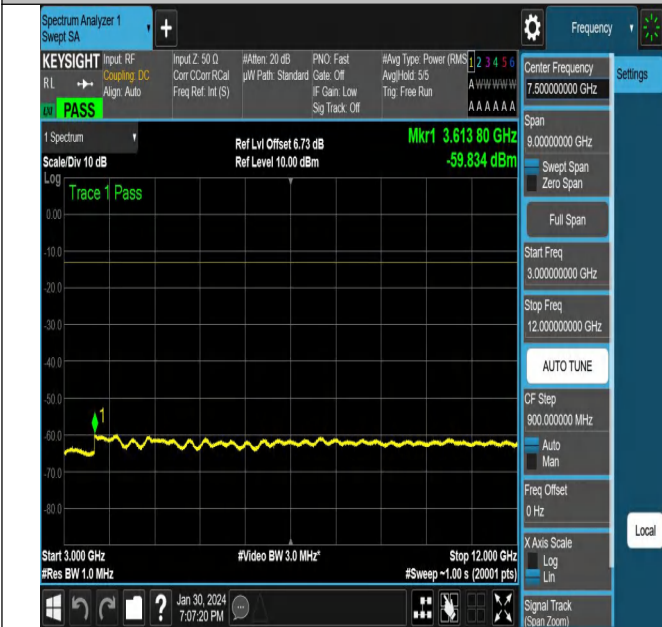 Spectrum Analyzer 1
Swept SA
+
Frequency
KEYSIGHT
RL
Input: RF
Coupling: DC
Align: Auto
Input Z: 50 Ω
Corr CCorr RCal
Freq Ref: Int (S)
#Atten: 20 dB
µW Path: Standard
PNO: Fast
Gate: Off
IF Gain: Low
Sig Track: Off
#Avg Type: Power (RMS
Avg|Hold: 5/5
Trig: Free Run
1 2 3 4 5 6
A W W W W W
A A A A A A
PASS
1 Spectrum
Scale/Div 10 dB
Log
Ref Lvl Offset 6.73 dB
Ref Level 10.00 dBm
Mkr1 3.613 80 GHz
-59.834 dBm
Trace 1 Pass
0.00
-10.0
-20.0
-30.0
-40.0
-50.0
-60.0
-70.0
-80.0
1
Start 3.000 GHz
#Res BW 1.0 MHz
#Video BW 3.0 MHz*
Stop 12.000 GHz
#Sweep ~1.00 s (20001 pts)
Jan 30, 2024
7:07:20 PM
Center Frequency
7.500000000 GHz
Settings
Span
9.00000000 GHz
Swept Span
Zero Span
Full Span
Start Freq
3.000000000 GHz
Stop Freq
12.000000000 GHz
AUTO TUNE
CF Step
900.000000 MHz
Auto
Man
Freq Offset
0 Hz
Local
X Axis Scale
Log
Lin
Signal Track
(Span Zoom)